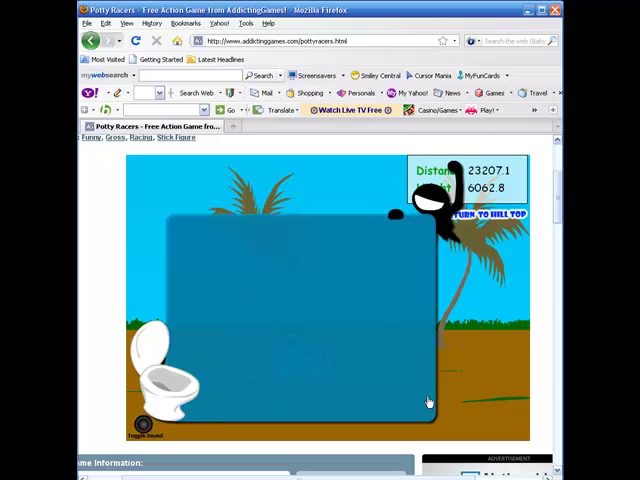 Potty Racers - Free Action Game from AddictingGames! - Mozilla Firefox
File Edit View History Bookmarks Yahoo! Tools Help
http://www.addictinggames.com/pottyracers.html
Search the web (Baby
Most Visited Getting Started Latest Headlines
mywebsearch Search Screensavers Smiley Central Cursor Mania MyFunCards
Y! Search Web Mail Shopping Personals My Yahoo! News Games Travel
Go Translate Watch Live TV Free Casino/Games Play!
Potty Racers - Free Action Game fro...
Funny, Gross, Racing, Stick Figure
23207.1
6062.8
TURN TO HILL TOP
Toggle Sound
ADVERTISEMENT
me Information: